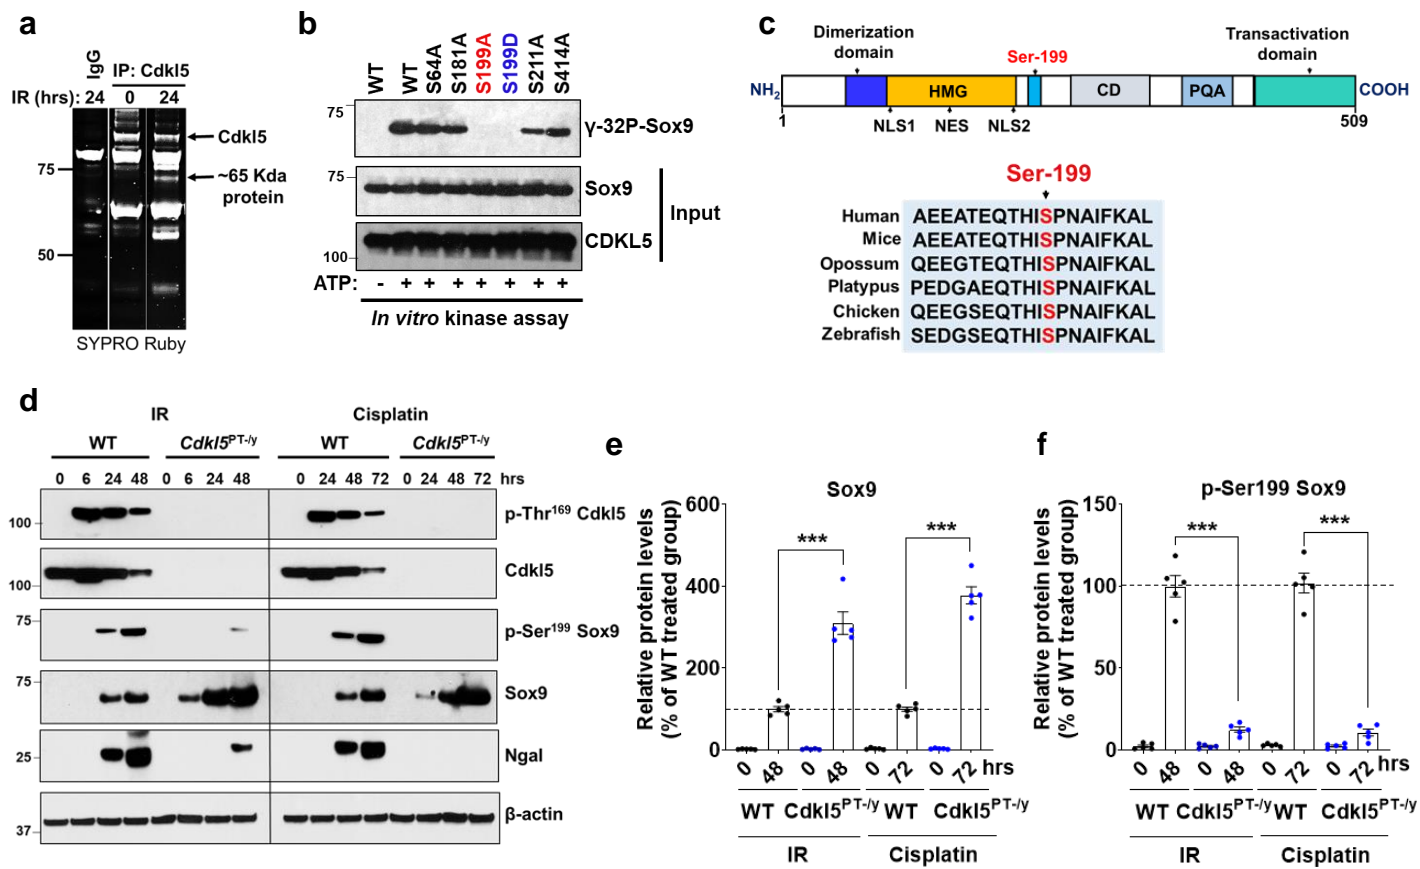 a
IgG
IP: Cdkl5
IR (hrs): 24 0 24
Cdkl5
75
~65 Kda
protein
50
SYPRO Ruby
b
WT WT S64A S181A S199A S199D S211A S414A
75
γ-32P-Sox9
75
Sox9
Input
CDKL5
100
ATP: - + + + + + + +
In vitro kinase assay
c
Dimerization
domain
Ser-199
Transactivation
domain
NH2 HMG CD PQA COOH
1 NLS1 NES NLS2 509
Ser-199
Human AEEATEQTHISPNAIFKAL
Mice AEEATEQTHISPNAIFKAL
Opossum QEEGTEQTHISPNAIFKAL
Platypus PEDGAEQTHISPNAIFKAL
Chicken QEEGSEQTHISPNAIFKAL
Zebrafish SEDGSEQTHISPNAIFKAL
d
IR Cisplatin
WT Cdkl5PT-/y WT Cdkl5PT-/y
0 6 24 48 0 6 24 48 0 24 48 72 0 24 48 72 hrs
100 p-Thr169 Cdkl5
Cdkl5
100
75
p-Ser199 Sox9
75
Sox9
25 Ngal
β-actin
37
e
Sox9
Relative protein levels
(% of WT treated group)
600
400
200
0
*** ***
0 48 0 48 0 72 0 72 hrs
WT Cdkl5PT-/y WT Cdkl5PT-/y
IR Cisplatin
f
p-Ser199 Sox9
Relative protein levels
(% of WT treated group)
150
100
50
0
*** ***
0 48 0 48 0 72 0 72 hrs
WT Cdkl5PT-/y WT Cdkl5PT-/y
IR Cisplatin